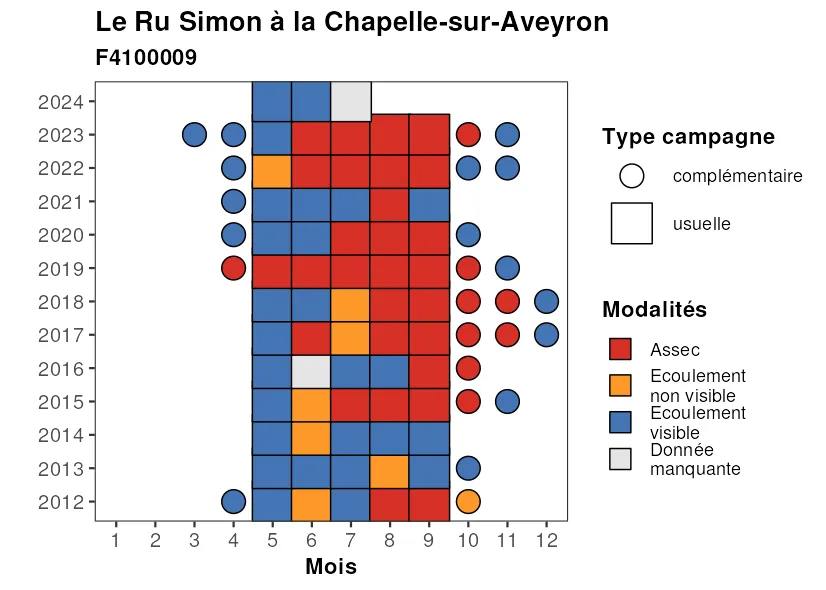 Le Ru Simon à la Chapelle-sur-Aveyron
F4100009
2024
2023
2022
2021
2020
2019
2018
2017
2016
2015
2014
2013
2012
1 2 3 4 5 6 7 8 9 10 11 12
Mois
Type campagne
complémentaire
usuelle
Modalités
Assec
Ecoulement
non visible
Ecoulement
visible
Donnée
manquante